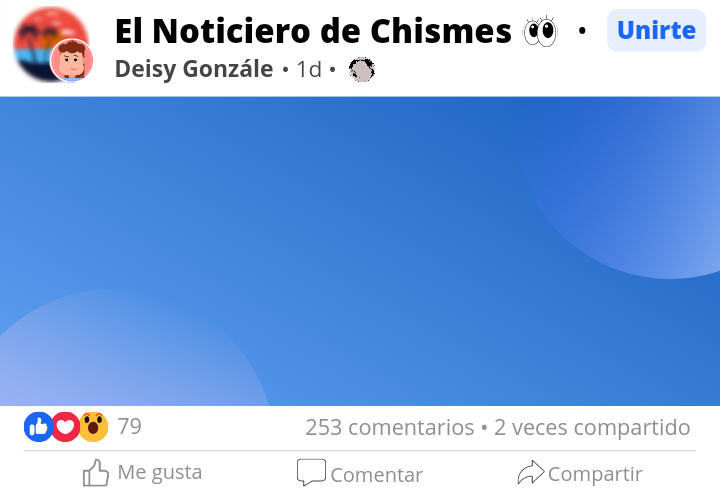 El Noticiero de Chismes 👀 • Unirte
Deisy Gonzále • 1d •
79 253 comentarios • 2 veces compartido
Me gusta Comentar Compartir